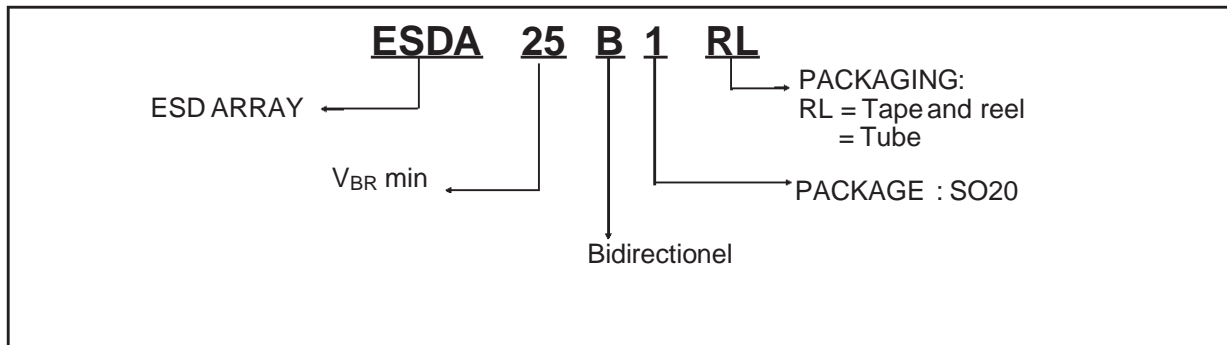 ESDA 25 B 1 RL
PACKAGING:
RL = Tape and reel
= Tube
ESD ARRAY
VBR min
PACKAGE : SO20
Bidirectionel